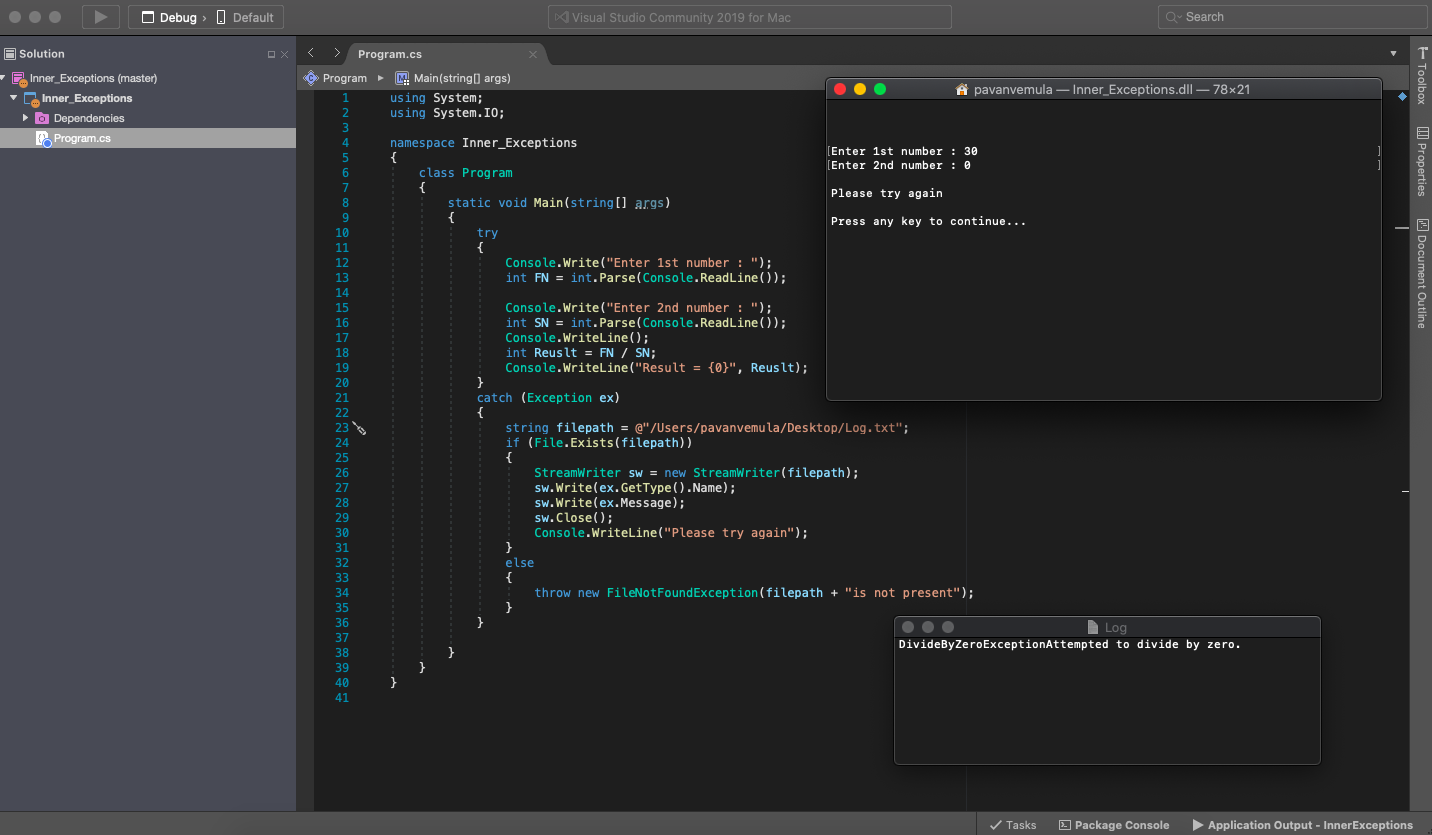 Debug › Default
Visual Studio Community 2019 for Mac
Search
Solution
Inner_Exceptions (master)
Inner_Exceptions
Dependencies
Program.cs
Program.cs
Program
Main(string[] args)
1 using System;
2 using System.IO;
3
4 namespace Inner_Exceptions
5 {
6 class Program
7 {
8 static void Main(string[] args)
9 {
10 try
11 {
12 Console.Write("Enter 1st number : ");
13 int FN = int.Parse(Console.ReadLine());
14
15 Console.Write("Enter 2nd number : ");
16 int SN = int.Parse(Console.ReadLine());
17 Console.WriteLine();
18 int Reuslt = FN / SN;
19 Console.WriteLine("Result = {0}", Reuslt);
20 }
21 catch (Exception ex)
22 {
23 string filepath = @"/Users/pavanvemula/Desktop/Log.txt";
24 if (File.Exists(filepath))
25 {
26 StreamWriter sw = new StreamWriter(filepath);
27 sw.Write(ex.GetType().Name);
28 sw.Write(ex.Message);
29 sw.Close();
30 Console.WriteLine("Please try again");
31 }
32 else
33 {
34 throw new FileNotFoundException(filepath + "is not present");
35 }
36 }
37
38 }
39 }
40 }
41
pavanvemula — Inner_Exceptions.dll — 78×21
[Enter 1st number : 30 ]
[Enter 2nd number : 0 ]
Please try again
Press any key to continue...
Log
DivideByZeroExceptionAttempted to divide by zero.
Toolbox
Properties
Document Outline
Tasks
Package Console
Application Output - InnerExceptions